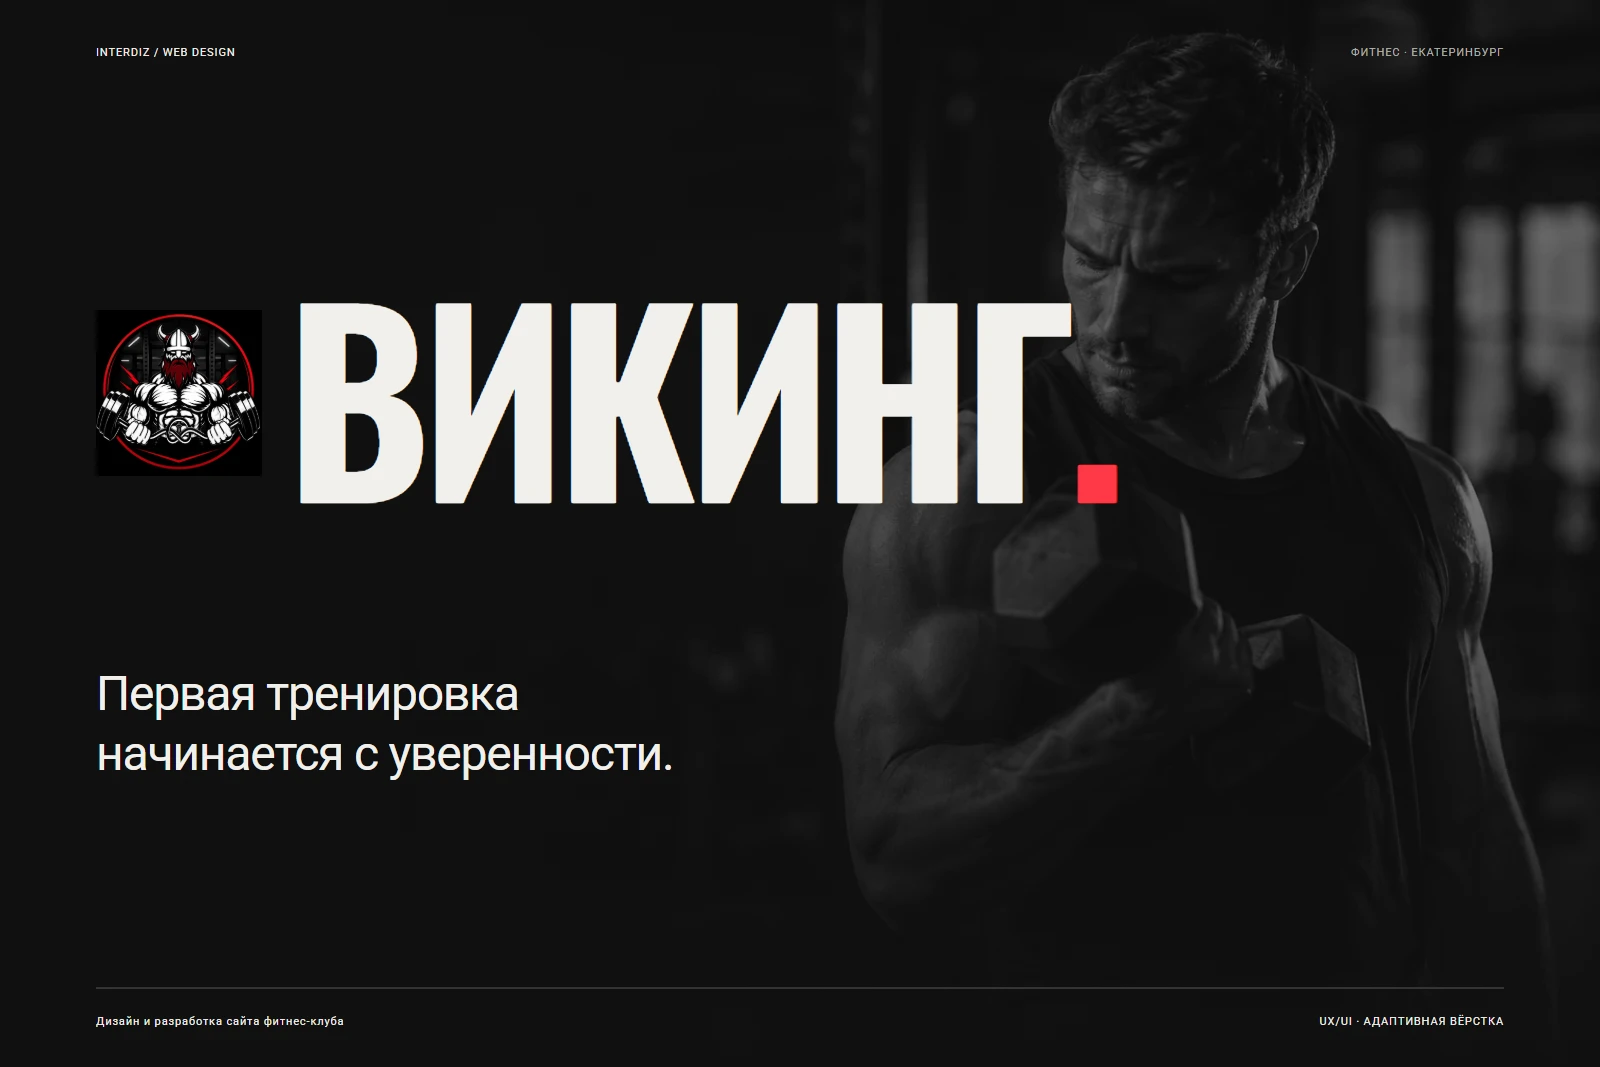 INTERDIZ / WEB DESIGN
ФИТНЕС · ЕКАТЕРИНБУРГ
ВИКИНГ.
Первая тренировка
начинается с уверенности.
Дизайн и разработка сайта фитнес-клуба
UX/UI · АДАПТИВНАЯ ВЁРСТКА